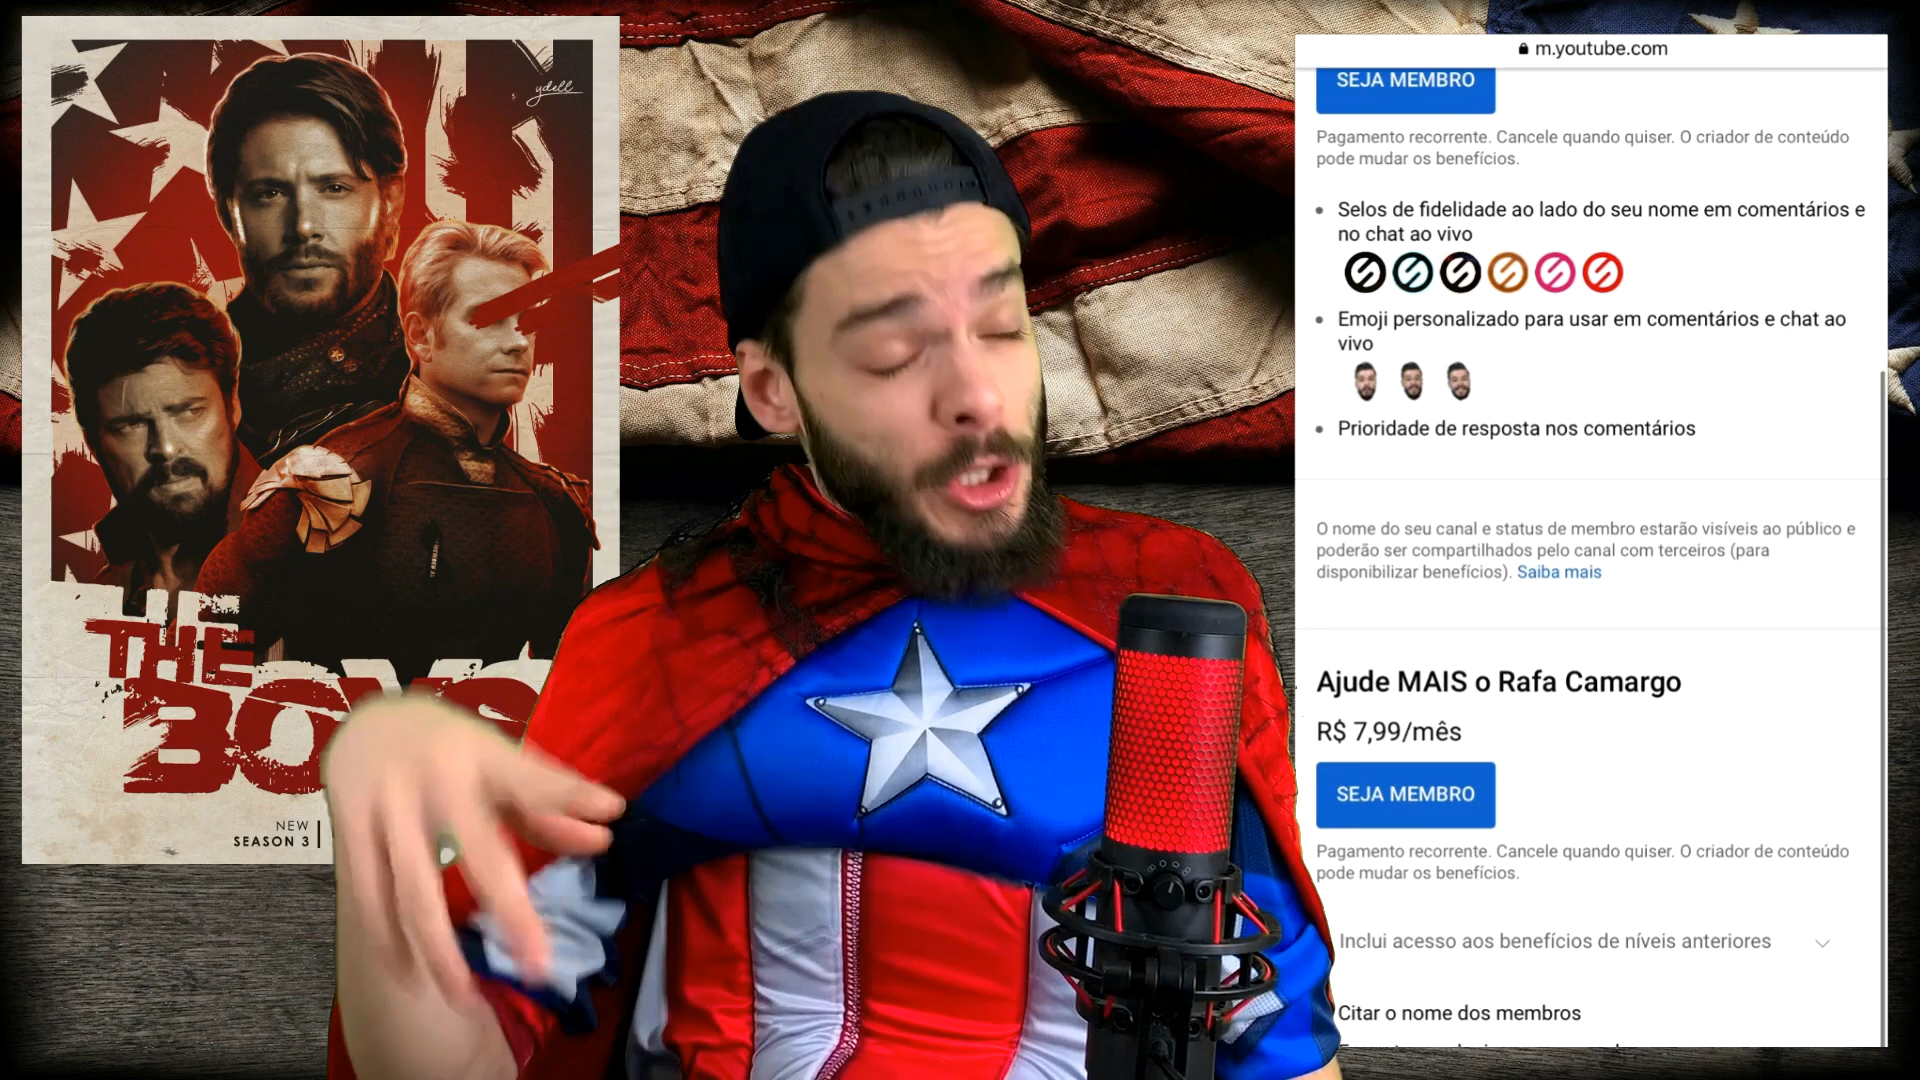 ydell
THE
THE
BOYS
NEW
SEASON 3
m.youtube.com
SEJA MEMBRO
Pagamento recorrente. Cancele quando quiser. O criador de conteúdo
pode mudar os benefícios.
Selos de fidelidade ao lado do seu nome em comentários e
no chat ao vivo
Emoji personalizado para usar em comentários e chat ao
vivo
Prioridade de resposta nos comentários
O nome do seu canal e status de membro estarão visíveis ao público e
poderão ser compartilhados pelo canal com terceiros (para
disponibilizar benefícios). Saiba mais
Ajude MAIS o Rafa Camargo
R$ 7,99/mês
SEJA MEMBRO
Pagamento recorrente. Cancele quando quiser. O criador de conteúdo
pode mudar os benefícios.
Inclui acesso aos benefícios de níveis anteriores
Citar o nome dos membros